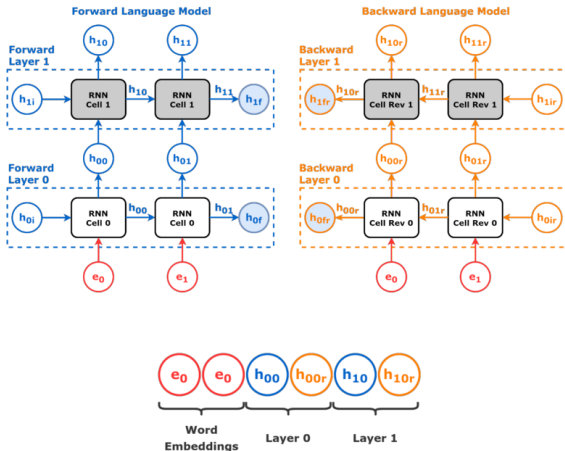 Forward Language Model
Backward Language Model
h10 h11
h10r h11r
Forward
Layer 1
Backward
Layer 1
h1i
RNN
Cell 1
h10
RNN
Cell 1
h11
h1f
h1fr
h10r
RNN
Cell Rev 1
h11r
RNN
Cell Rev 1
h1ir
h00 h01
h00r h01r
Forward
Layer 0
Backward
Layer 0
h0i
RNN
Cell 0
h00
RNN
Cell 0
h01
h0f
h0fr
h00r
RNN
Cell Rev 0
h01r
RNN
Cell Rev 0
h0ir
e0 e1
e0 e1
e0 e0 h00 h00r h10 h10r
Word
Embeddings
Layer 0
Layer 1